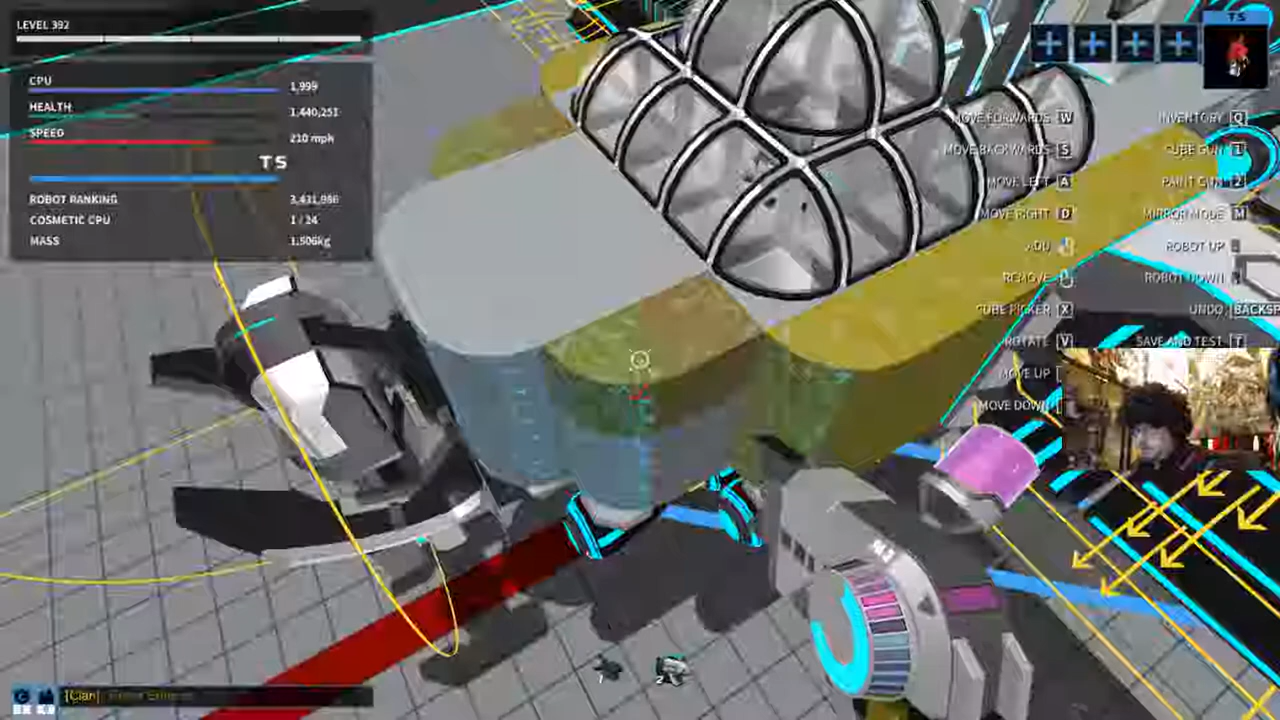 LEVEL 392
CPU 1,999
HEALTH 1,440,251
SPEED 210 mph
TS
ROBOT RANKING 3,431,986
COSMETIC CPU 1 / 24
MASS 1,506kg
TS
MOVE FORWARDS W
MOVE BACKWARDS S
MOVE LEFT A
MOVE RIGHT D
REMOVE
CUBE PICKER X
ROTATE V
MOVE UP
MOVE DOWN
INVENTORY Q
CUBE GUN 1
PAINT GUN 2
MIRROR MODE M
ROBOT UP
ROBOT DOWN
UNDO BACKSP
SAVE AND TEST T
1
2
[Clan]